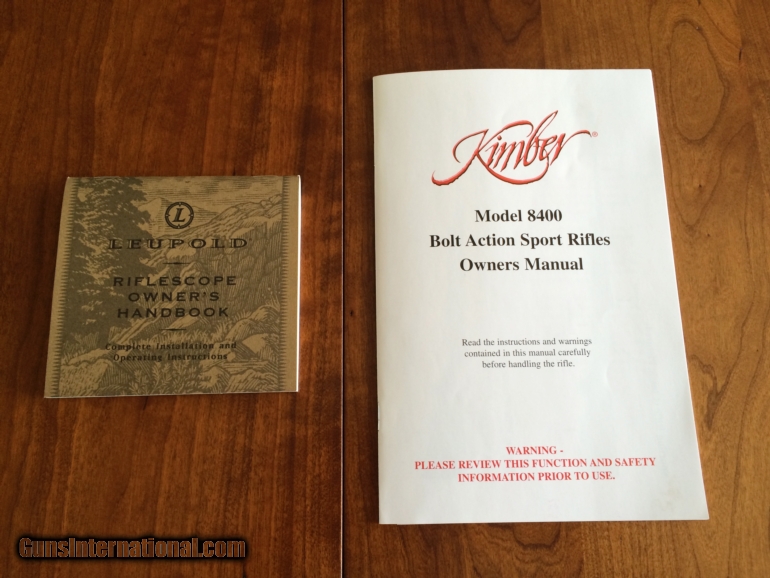 L
LEUPOLD®
RIFLESCOPE
OWNER'S
HANDBOOK
Complete Installation and
Operating Instructions
Kimber®
Model 8400
Bolt Action Sport Rifles
Owners Manual
Read the instructions and warnings
contained in this manual carefully
before handling the rifle.
WARNING -
PLEASE REVIEW THIS FUNCTION AND SAFETY
INFORMATION PRIOR TO USE.
GunsInternational.com